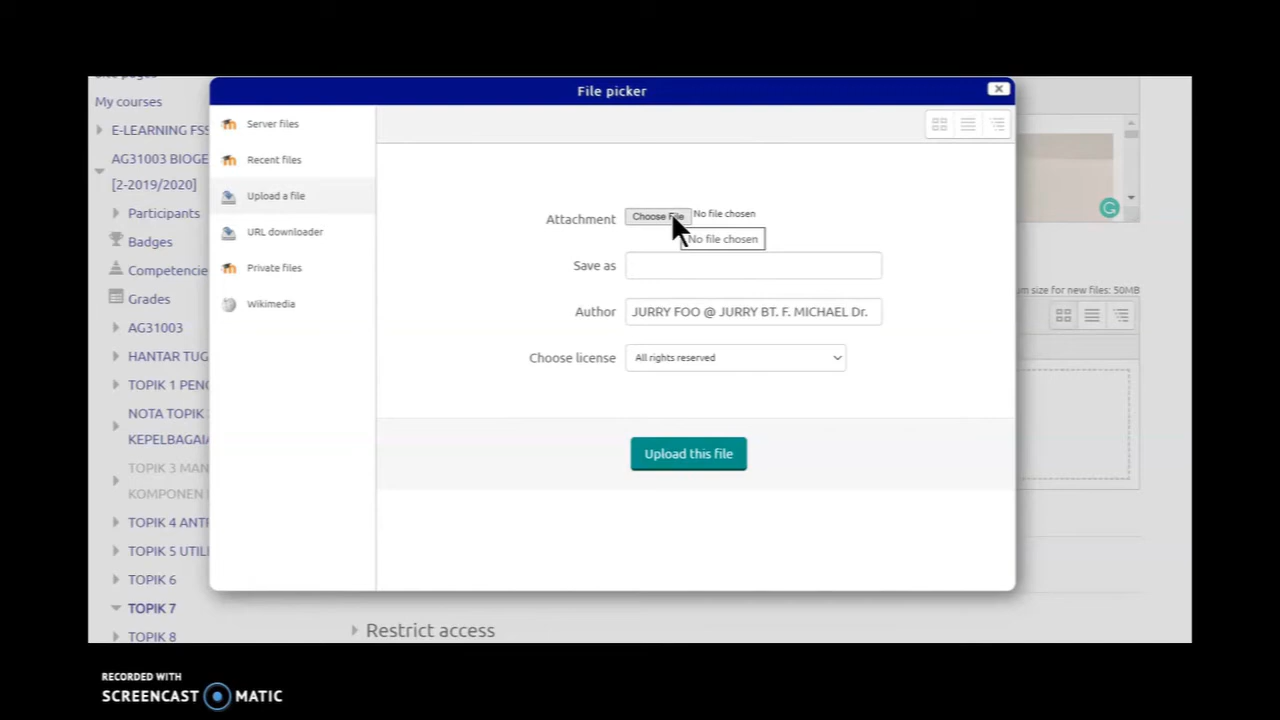 File picker
My courses
E-LEARNING FSS
AG31003 BIOGE
[2-2019/2020]
Participants
Badges
Competencie
Grades
AG31003
HANTAR TUG
TOPIK 1 PENG
NOTA TOPIK
KEPELBAGAIA
TOPIK 3 MAN
KOMPONEN
TOPIK 4 ANT
TOPIK 5 UTIL
TOPIK 6
TOPIK 7
TOPIK 8
Server files
Recent files
Upload a file
URL downloader
Private files
Wikimedia
Attachment Choose File No file chosen
No file chosen
Save as
Author JURRY FOO @ JURRY BT. F. MICHAEL Dr.
Choose license All rights reserved
Upload this file
size for new files: 50MB
Restrict access
RECORDED WITH
SCREENCAST MATIC